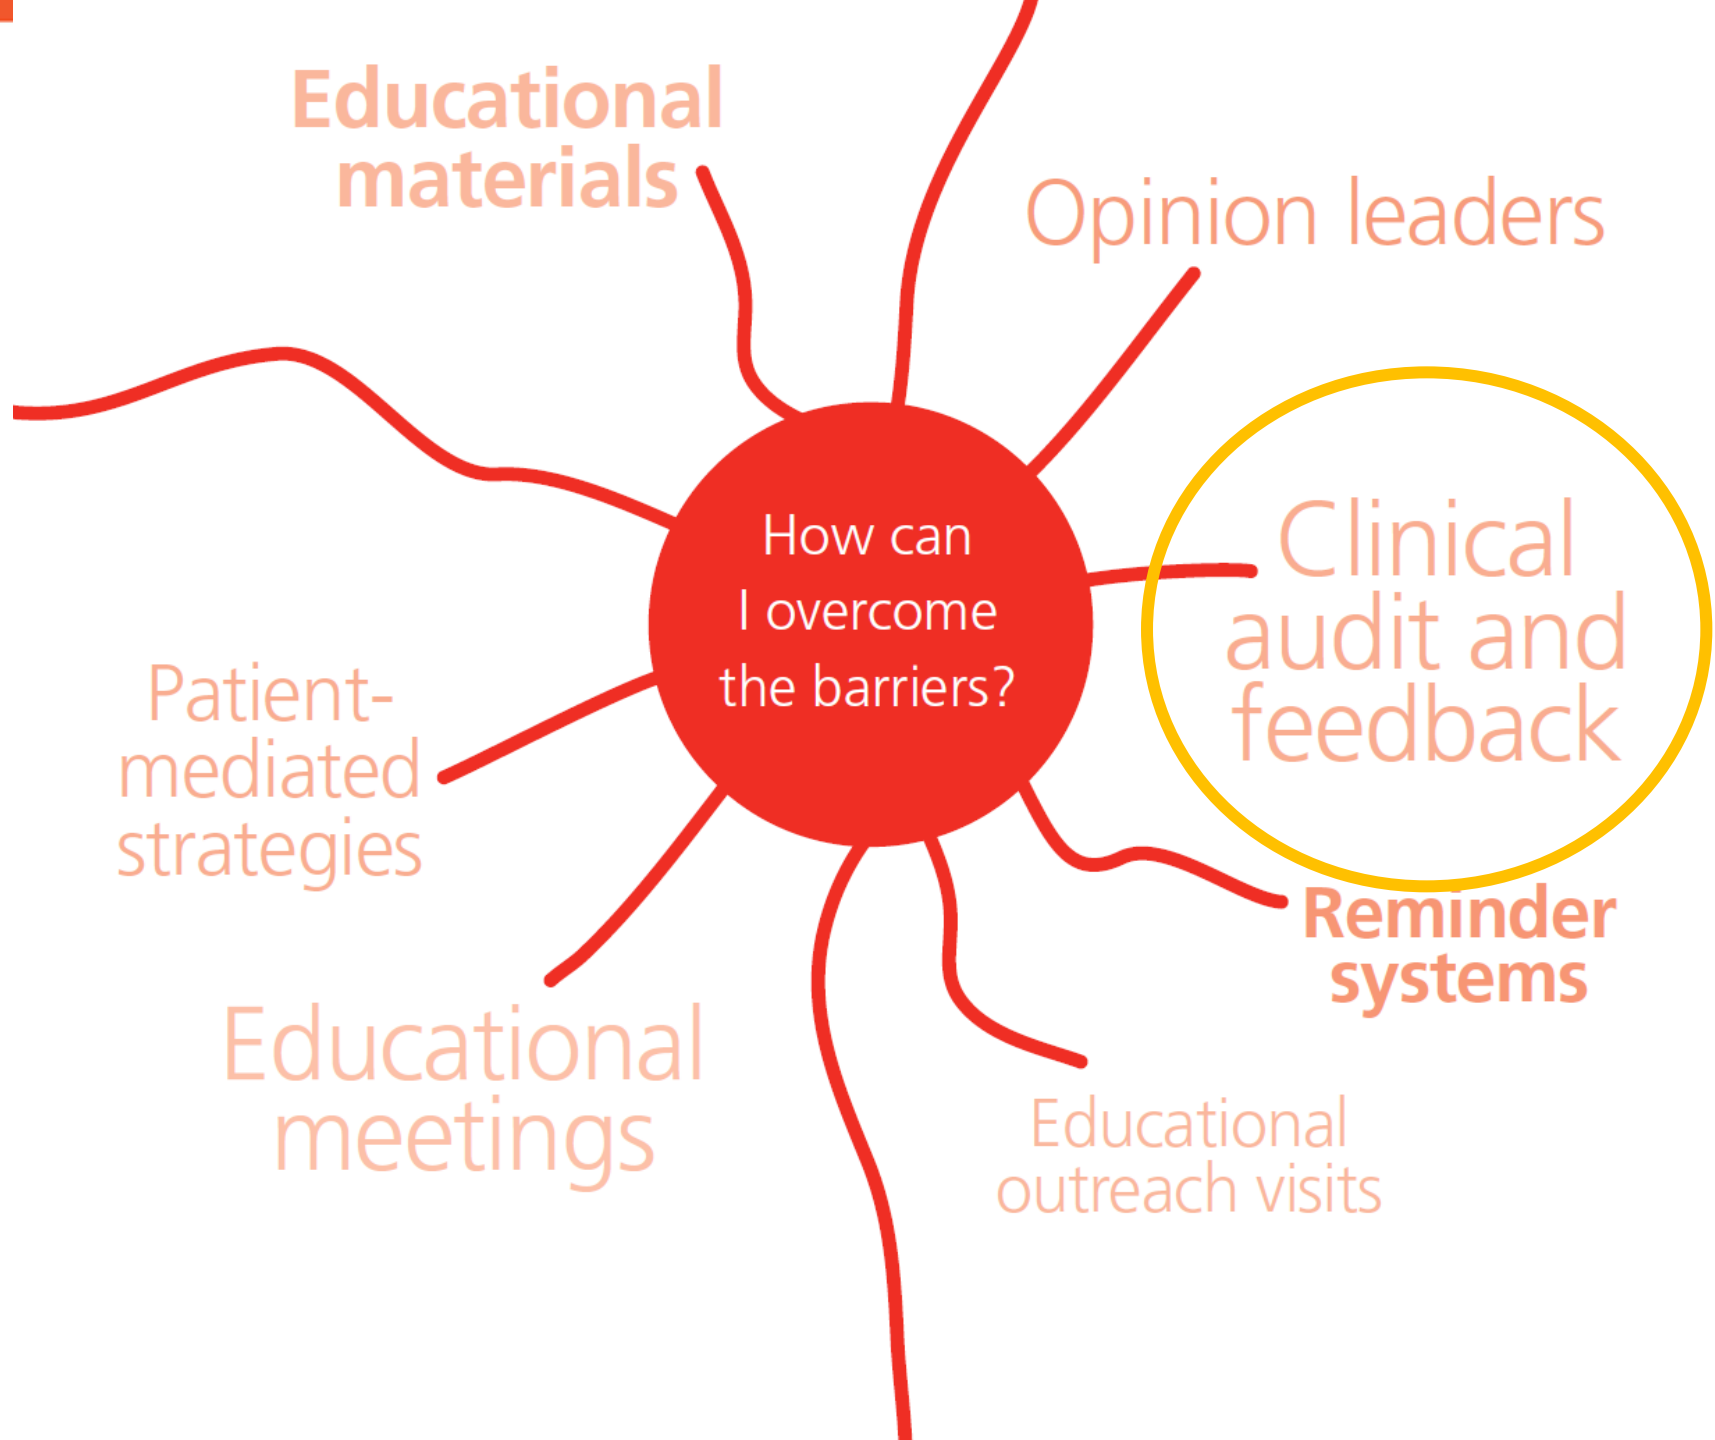 Educational
materials
Opinion leaders
How can
I overcome
the barriers?
Clinical
audit and
feedback
Patient-
mediated
strategies
Reminder
systems
Educational
meetings
Educational
outreach visits